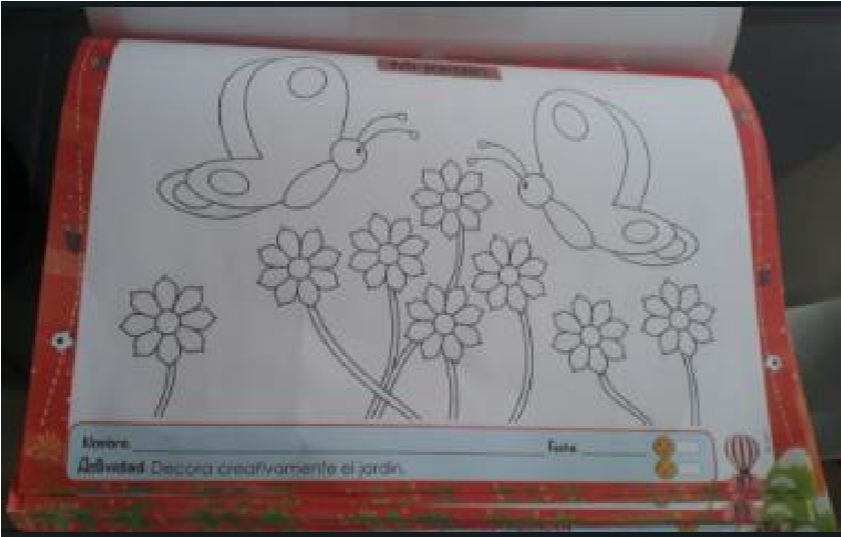 Nombre: Fecha:
Actividad: Decora creativamente el jardín.